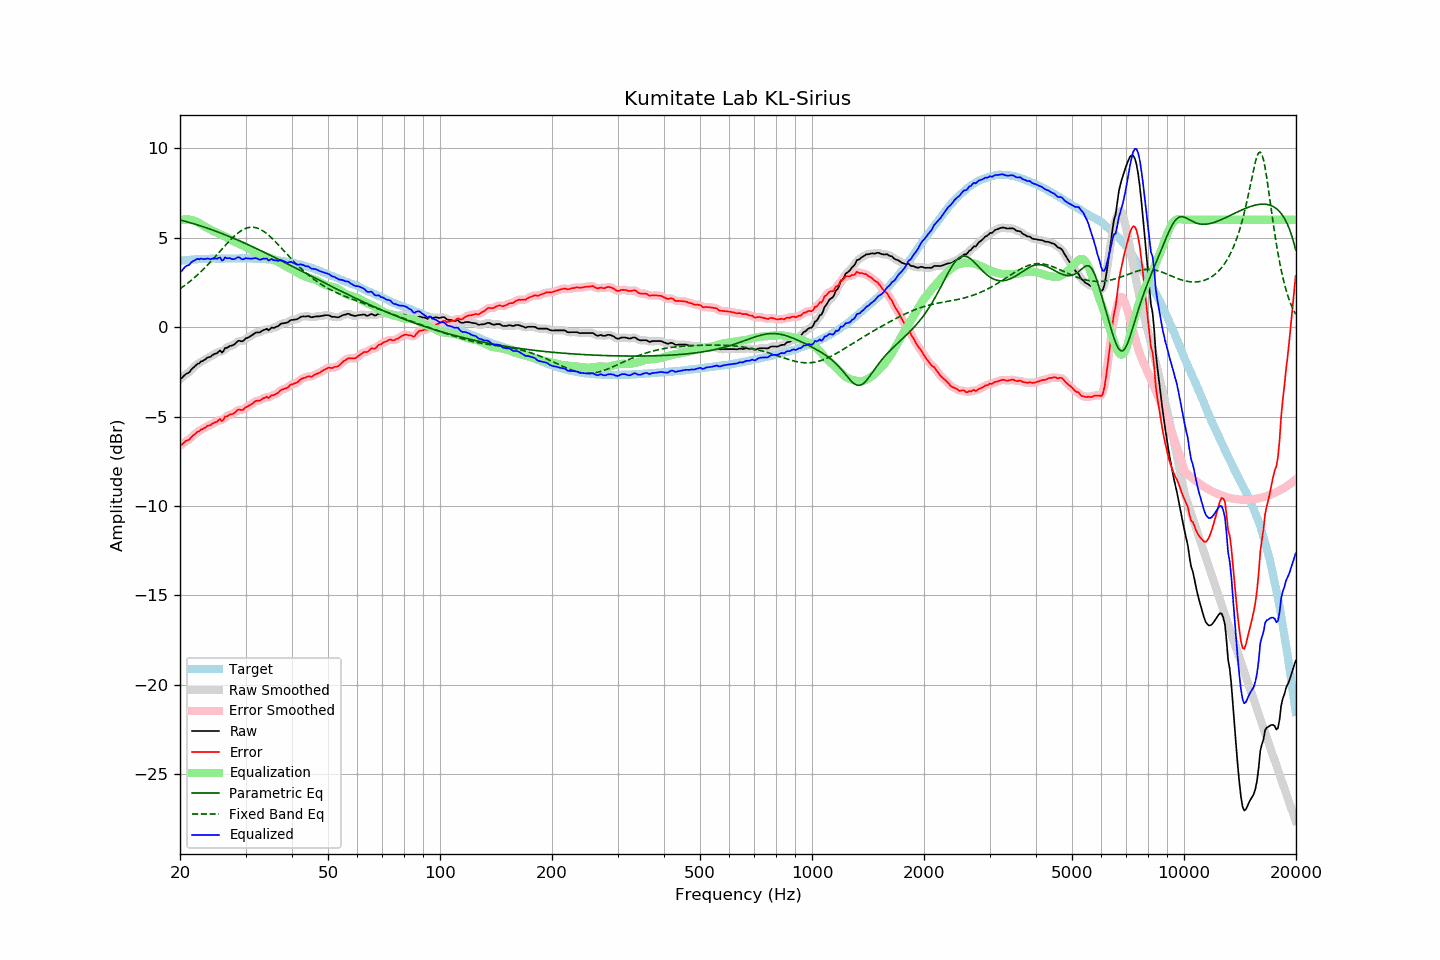 Kumitate Lab KL-Sirius
10
5
0
−5
−10
−15
−20
−25
Amplitude (dBr)
Target
Raw Smoothed
Error Smoothed
Raw
Error
Equalization
Parametric Eq
Fixed Band Eq
Equalized
20 50 100 200 500 1000 2000 5000 10000 20000
Frequency (Hz)